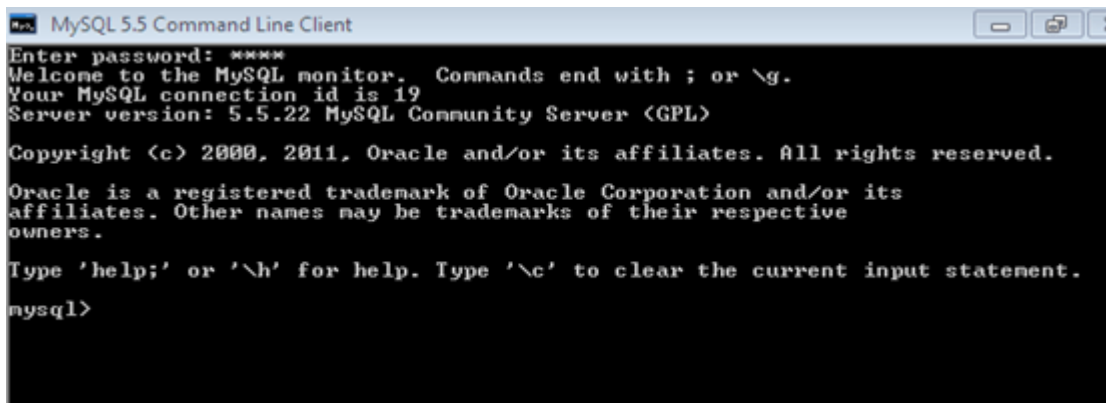 MySQL 5.5 Command Line Client
Enter password: ****
Welcome to the MySQL monitor.  Commands end with ; or \g.
Your MySQL connection id is 19
Server version: 5.5.22 MySQL Community Server (GPL)
Copyright (c) 2000, 2011, Oracle and/or its affiliates. All rights reserved.
Oracle is a registered trademark of Oracle Corporation and/or its
affiliates. Other names may be trademarks of their respective
owners.
Type 'help;' or '\h' for help. Type '\c' to clear the current input statement.
mysql>